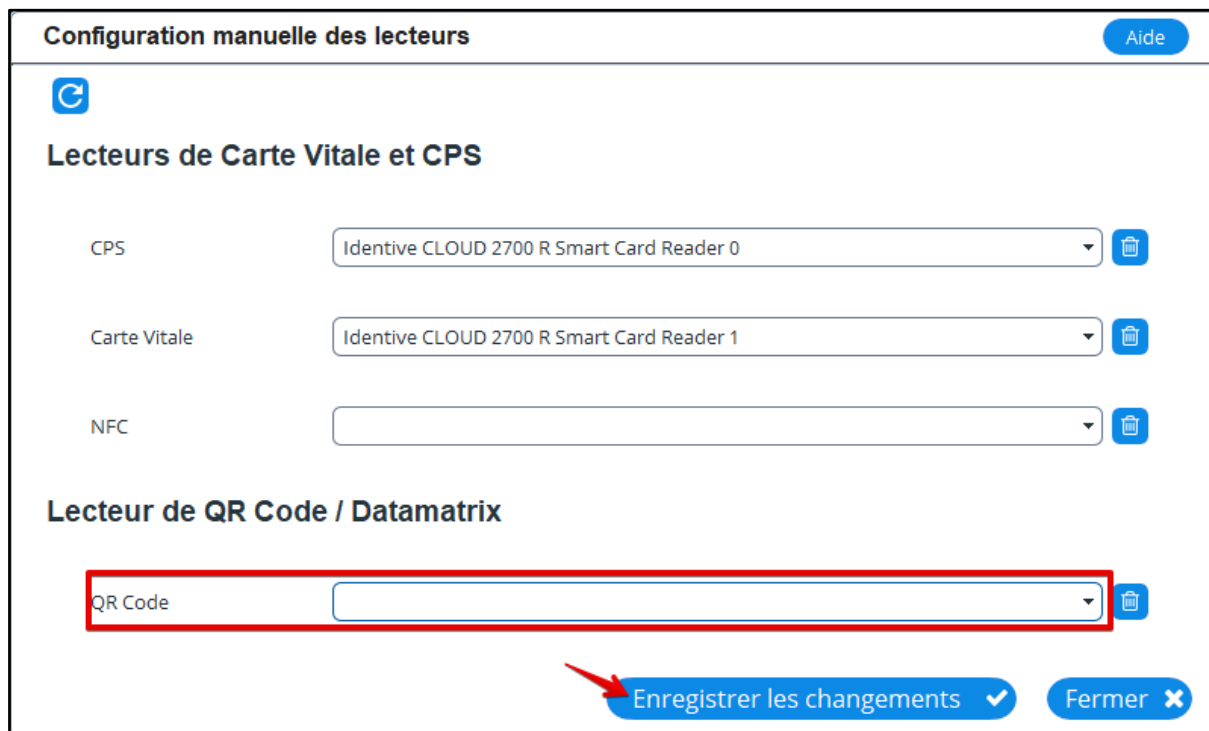 Configuration manuelle des lecteurs
Aide
Lecteurs de Carte Vitale et CPS
CPS
Identive CLOUD 2700 R Smart Card Reader 0
Carte Vitale
Identive CLOUD 2700 R Smart Card Reader 1
NFC
Lecteur de QR Code / Datamatrix
QR Code
Enregistrer les changements
Fermer